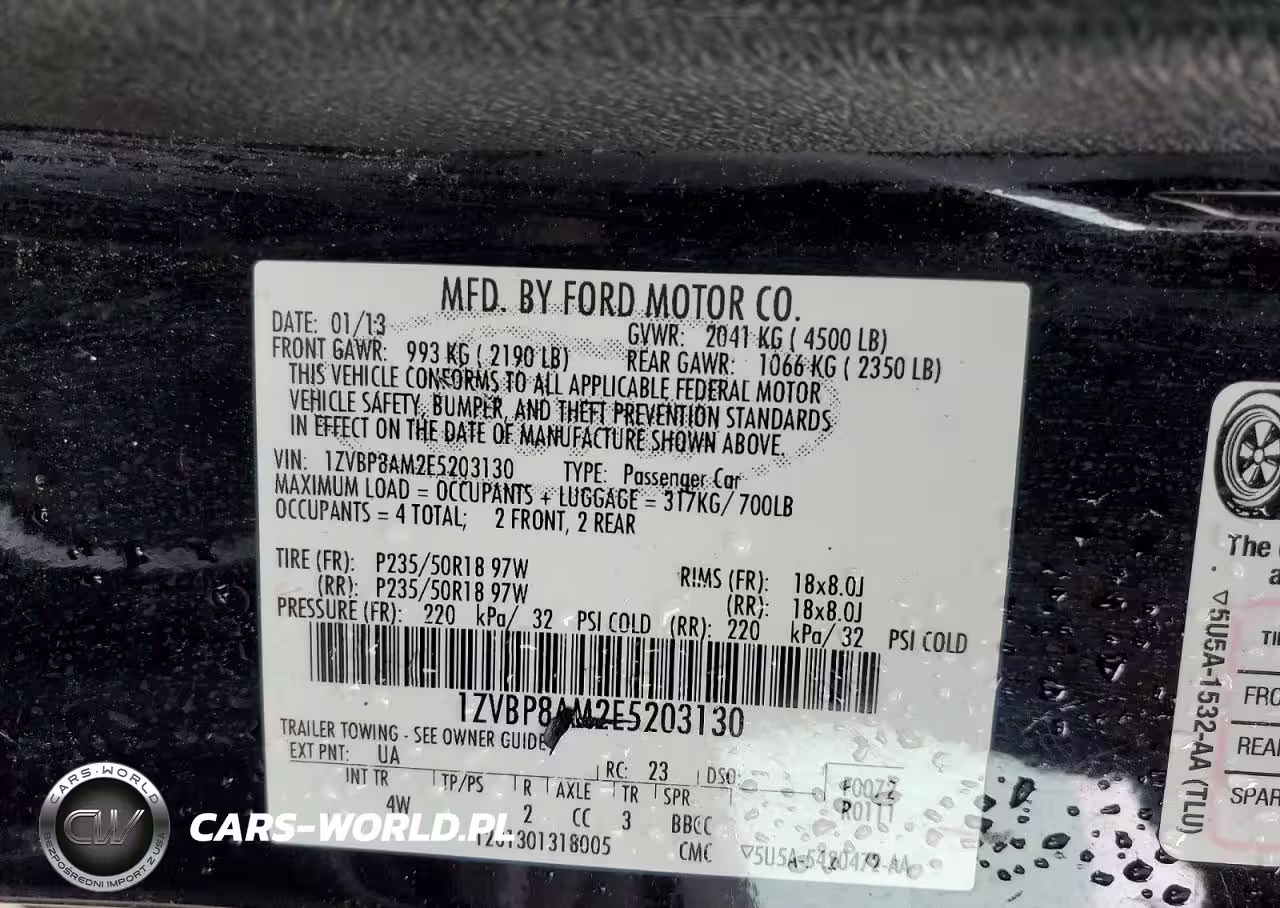 MFD. BY FORD MOTOR CO.
DATE: 01/13 GVWR: 2041 KG ( 4500 LB)
FRONT GAWR: 993 KG ( 2190 LB) REAR GAWR: 1066 KG ( 2350 LB)
THIS VEHICLE CONFORMS TO ALL APPLICABLE FEDERAL MOTOR
VEHICLE SAFETY, BUMPER, AND THEFT PREVENTION STANDARDS
IN EFFECT ON THE DATE OF MANUFACTURE SHOWN ABOVE.
VIN: 1ZVBP8AM2E5203130 TYPE: Passenger Car
MAXIMUM LOAD = OCCUPANTS + LUGGAGE = 317KG/ 700LB
OCCUPANTS = 4 TOTAL; 2 FRONT, 2 REAR
TIRE (FR): P235/50R18 97W RIMS (FR): 18x8.0J
(RR): P235/50R18 97W (RR): 18x8.0J
PRESSURE (FR): 220 kPa/ 32 PSI COLD (RR): 220 kPa/ 32 PSI COLD
1ZVBP8AM2E5203130
TRAILER TOWING - SEE OWNER GUIDE
EXT PNT: UA RC: 23 DSO:
INT TR TP/PS R AXLE TR SPR
4W 2 CC 3 BBCC
CMC
▽5U5A-5420472-AA
The
▽5U5A-1532-AA (TLU)
REAR
SPAR
CARS-WORLD
CW
BEZPOŚREDNI IMPORT Z USA
CARS-WORLD.PL